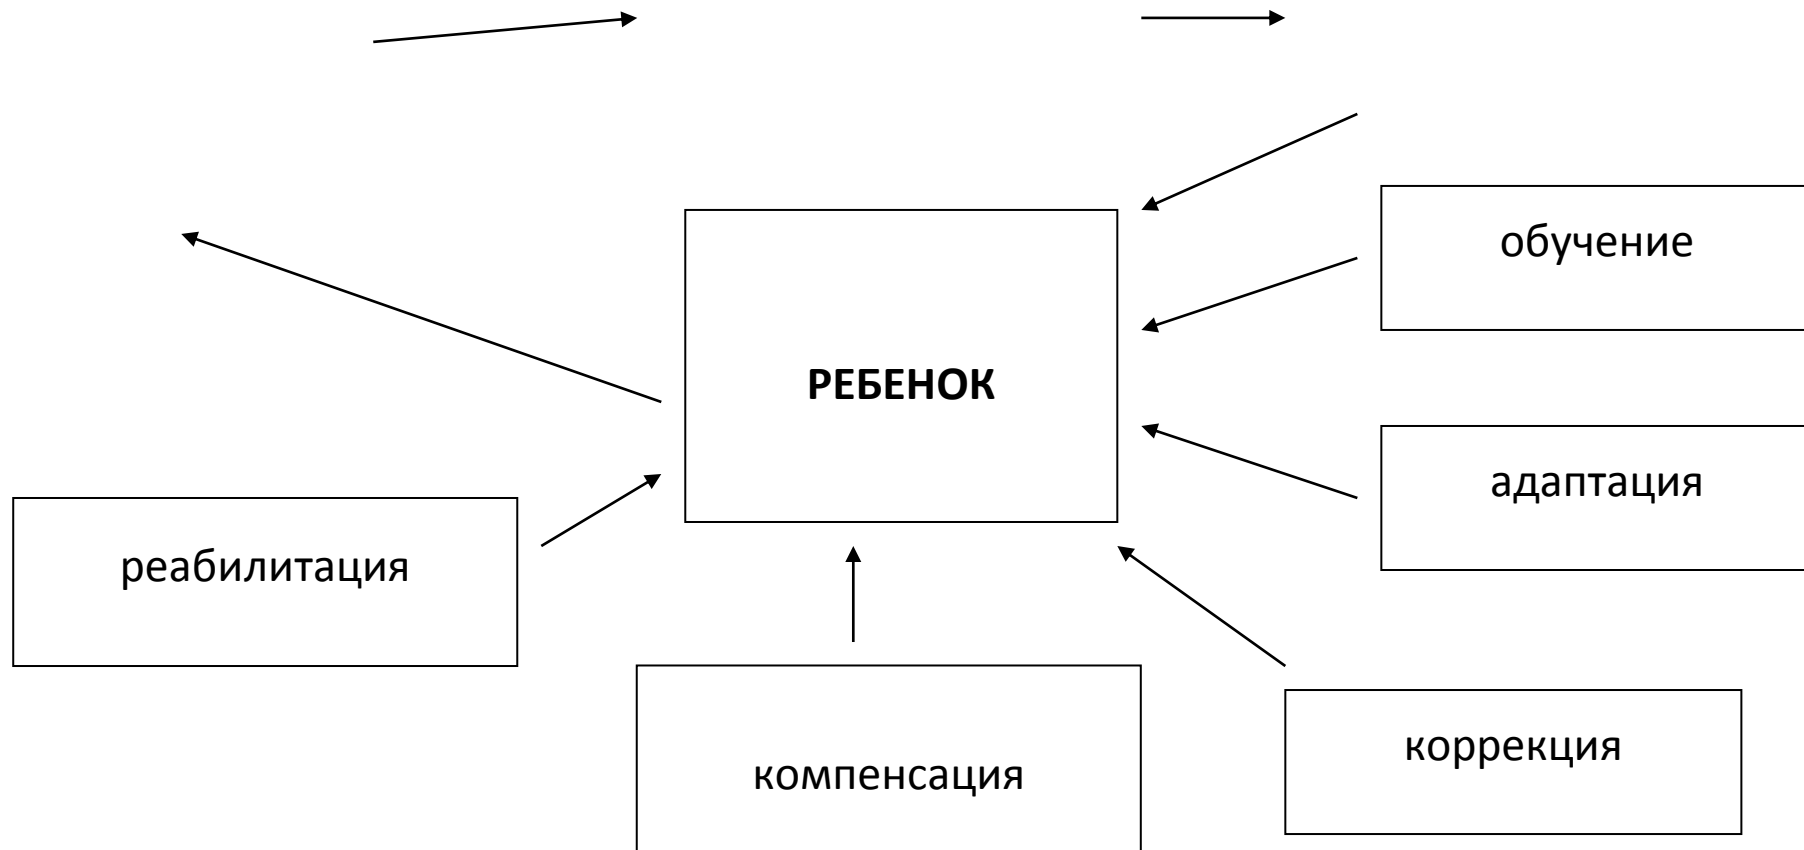 обучение
РЕБЕНОК
адаптация
реабилитация
коррекция
компенсация